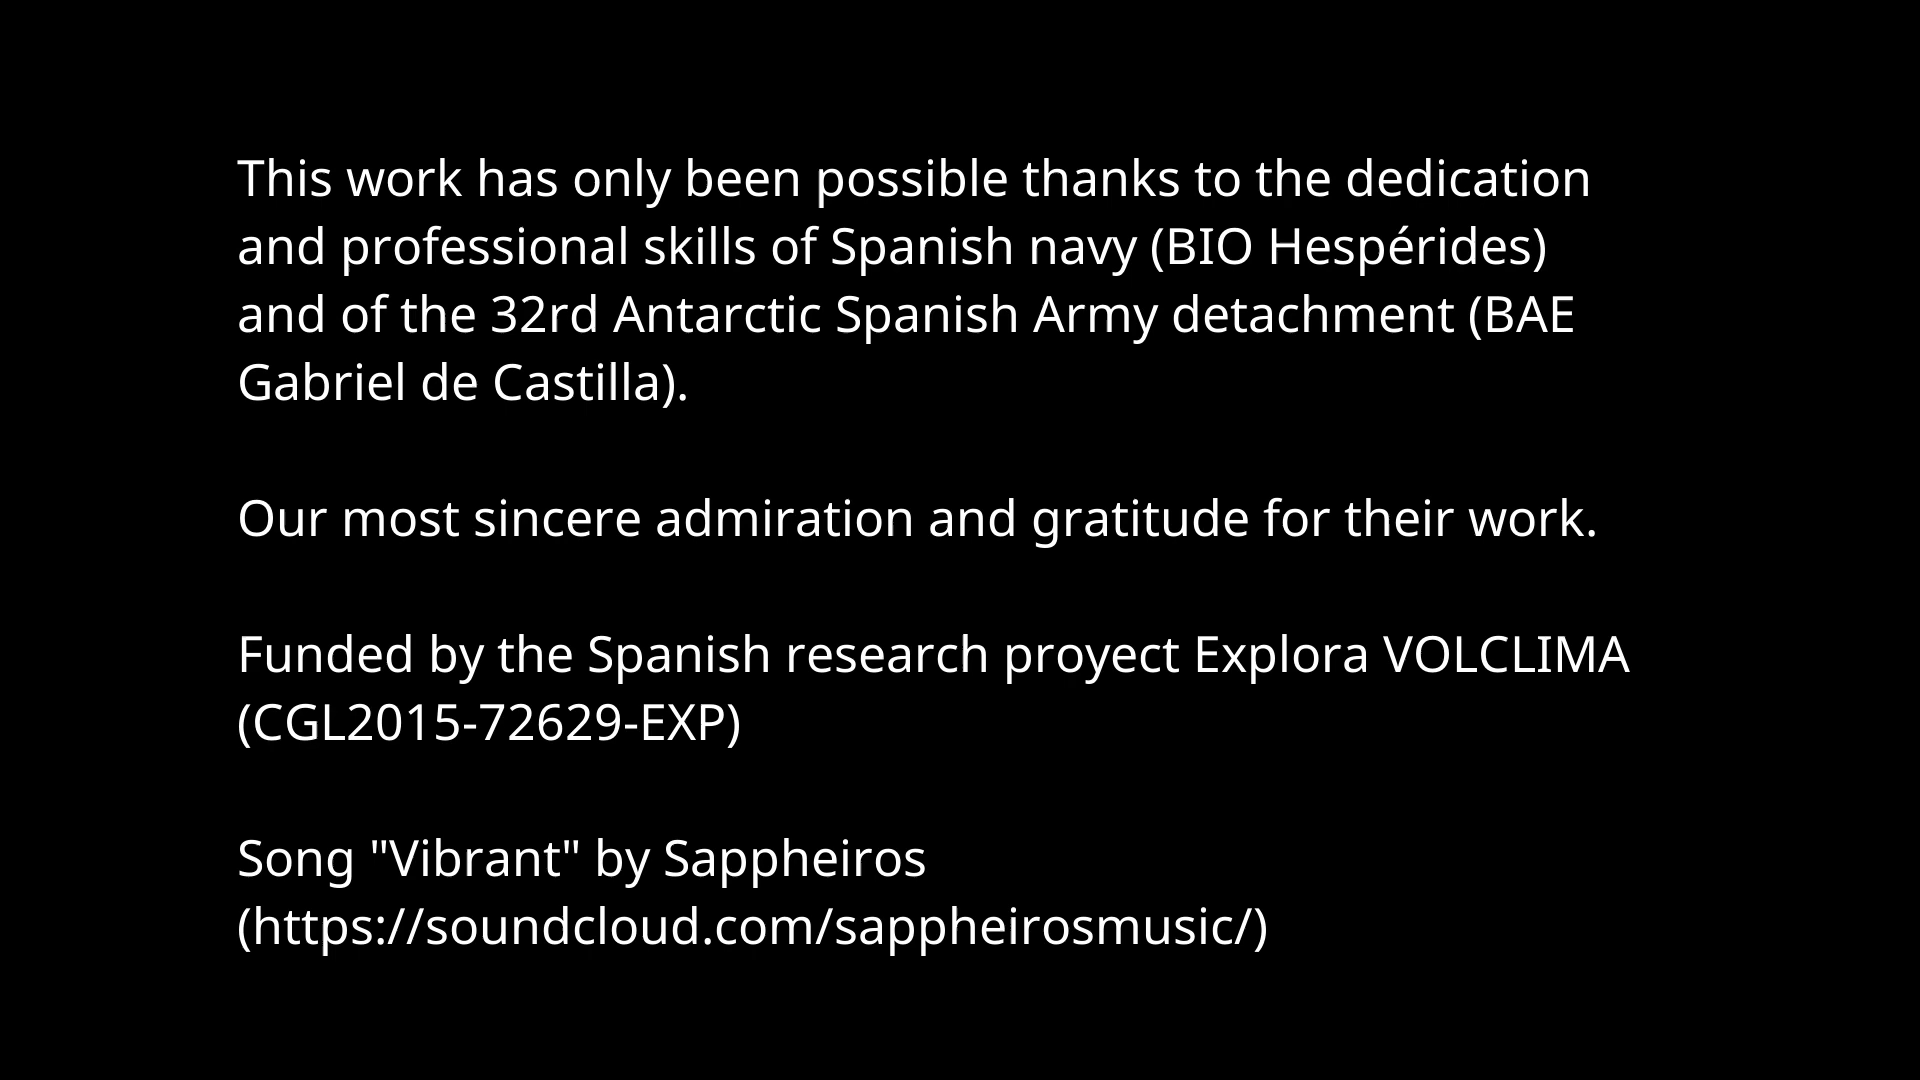 This work has only been possible thanks to the dedication
and professional skills of Spanish navy (BIO Hespérides)
and of the 32rd Antarctic Spanish Army detachment (BAE
Gabriel de Castilla).
Our most sincere admiration and gratitude for their work.
Funded by the Spanish research proyect Explora VOLCLIMA
(CGL2015-72629-EXP)
Song "Vibrant" by Sappheiros
(https://soundcloud.com/sappheirosmusic/)